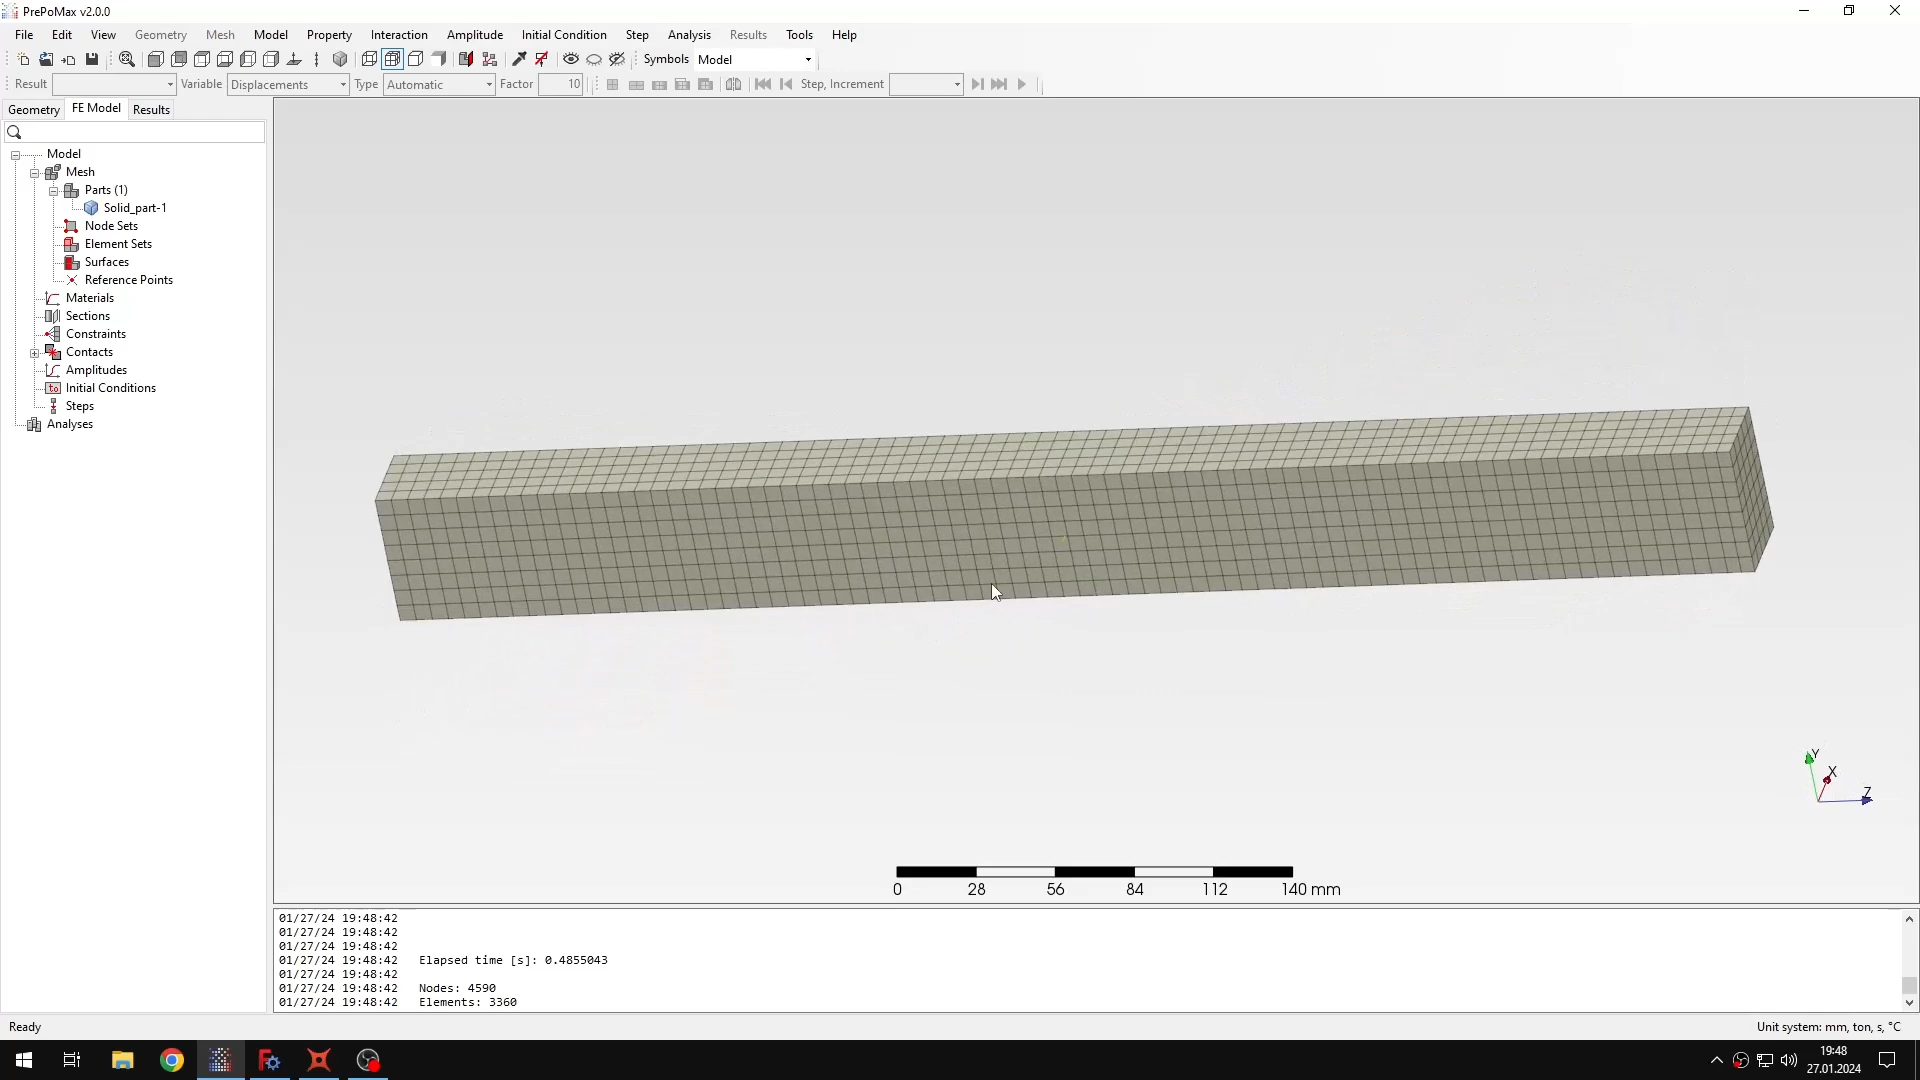 PrePoMax v2.0.0
File Edit View Geometry Mesh Model Property Interaction Amplitude Initial Condition Step Analysis Results Tools Help
Symbols Model
Result Variable Displacements Type Automatic Factor 10 Step, Increment
Geometry FE Model Results
Model
Mesh
Parts (1)
Solid_part-1
Node Sets
Element Sets
Surfaces
Reference Points
Materials
Sections
Constraints
Contacts
Amplitudes
Initial Conditions
Steps
Analyses
Y
X
Z
0 28 56 84 112 140 mm
01/27/24 19:48:42
01/27/24 19:48:42
01/27/24 19:48:42
01/27/24 19:48:42 Elapsed time [s]: 0.4855043
01/27/24 19:48:42
01/27/24 19:48:42 Nodes: 4590
01/27/24 19:48:42 Elements: 3360
Ready
Unit system: mm, ton, s, °C
19:48
27.01.2024